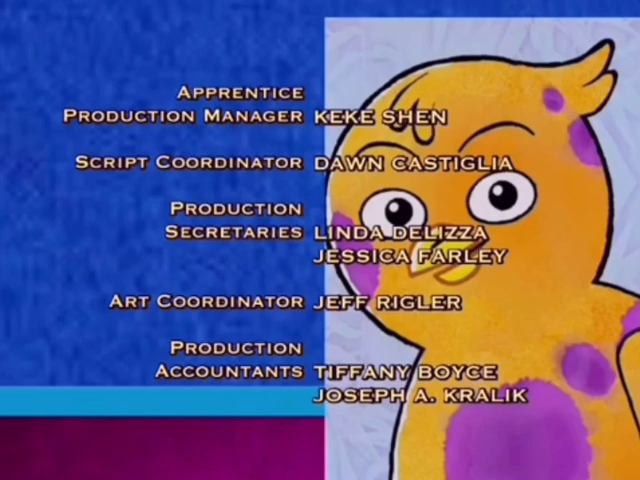 APPRENTICE
PRODUCTION MANAGER KEKE SHEN
SCRIPT COORDINATOR DAWN CASTIGLIA
PRODUCTION
SECRETARIES LINDA DELIZZA
JESSICA FARLEY
ART COORDINATOR JEFF RIGLER
PRODUCTION
ACCOUNTANTS TIFFANY BOYCE
JOSEPH A. KRALIK